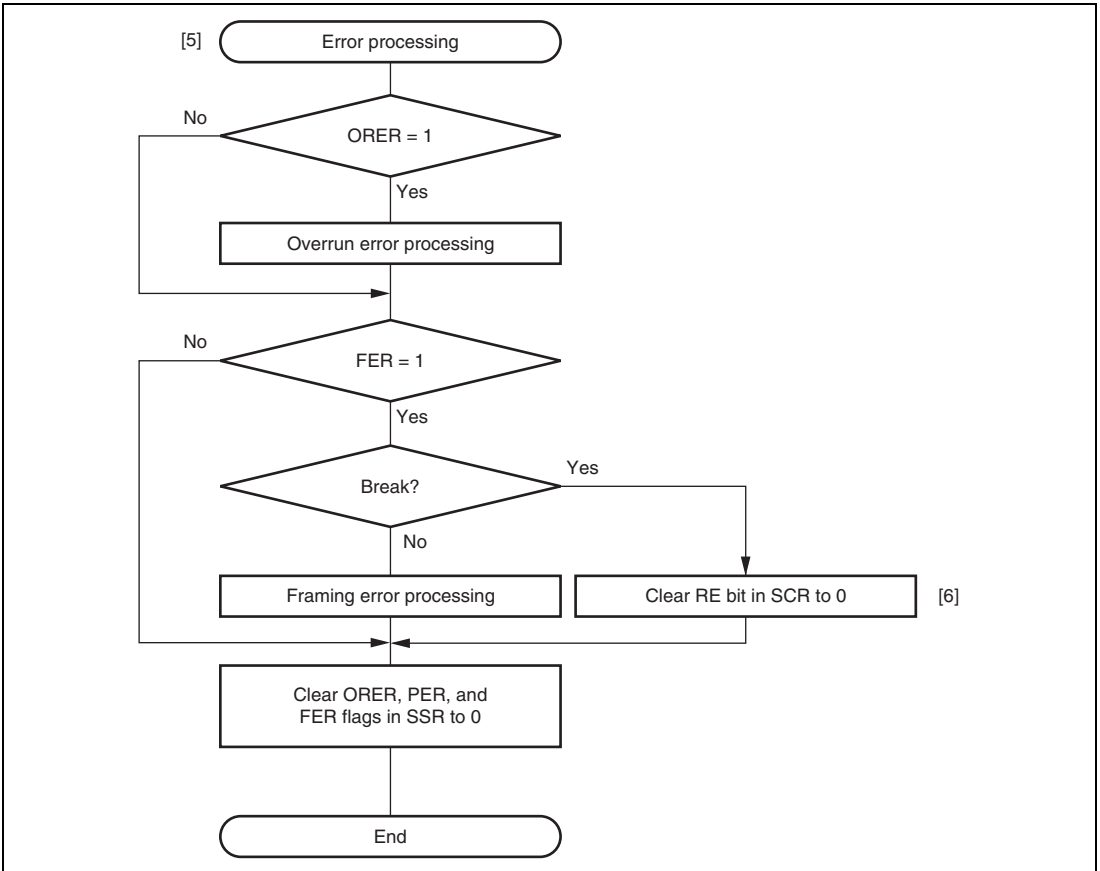 [5]
Error processing
No
ORER = 1
Yes
Overrun error processing
No
FER = 1
Yes
Break?
Yes
No
Framing error processing
Clear RE bit in SCR to 0
[6]
Clear ORER, PER, and
FER flags in SSR to 0
End